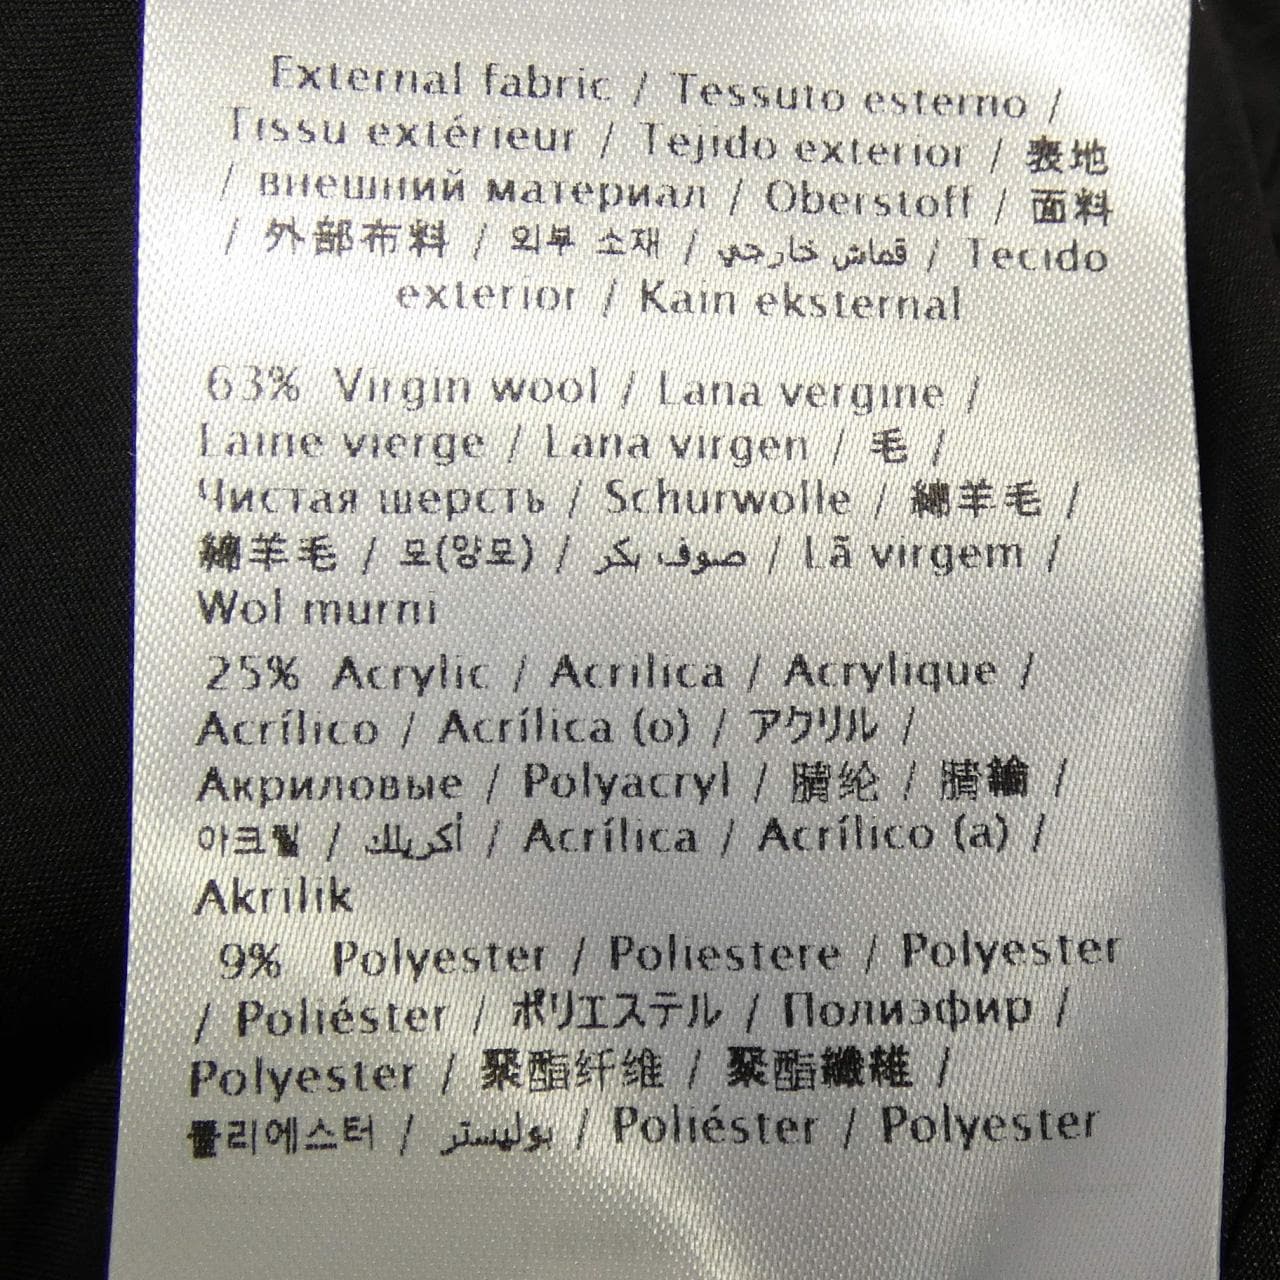 External fabric / Tessuto esterno /
Tissu extérieur / Tejido exterior / 表地
/ внешний материал / Oberstoff / 面料
/ 外部布料 / 외부 소재 / قماش خارجي / Tecido
exterior / Kain eksternal
63% Virgin wool / Lana vergine /
Laine vierge / Lana virgen / 毛 /
Чистая шерсть / Schurwolle / 綿羊毛 /
綿羊毛 / 모(양모) / صوف بكر / Lã virgem /
Wol murni
25% Acrylic / Acrilica / Acrylique /
Acrílico / Acrílica (o) / アクリル /
Акриловые / Polyacryl / 腈纶 / 腈綸 /
아크릴 / أكريلك / Acrílica / Acrílico (a) /
Akrilik
9% Polyester / Poliestere / Polyester
/ Poliéster / ポリエステル / Полиэфир /
Polyester / 聚酯纤维 / 聚酯纖維 /
폴리에스터 / بوليستر / Poliéster / Polyester